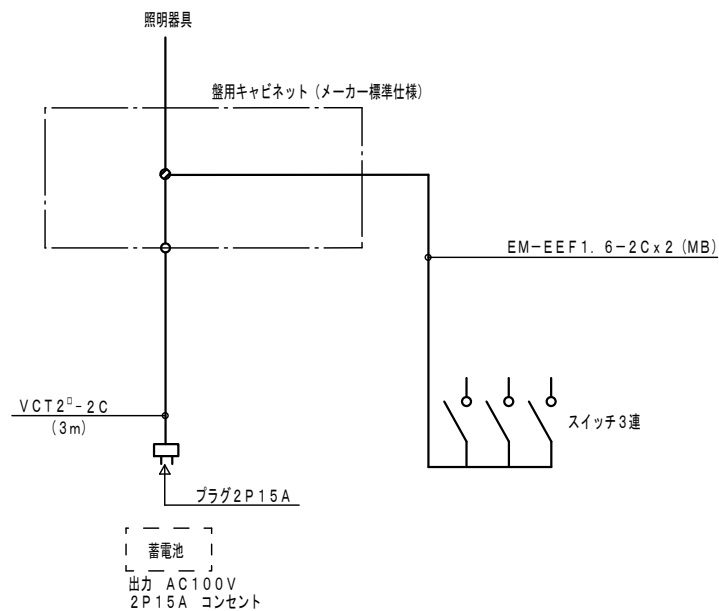 照明器具
盤用キャビネット（メーカー標準仕様）
EM-EEF1.6-2C×2（MB）
VCT2□-2C
（3m）
スイッチ3連
プラグ2P15A
蓄電池
出力 AC100V
2P15A コンセント